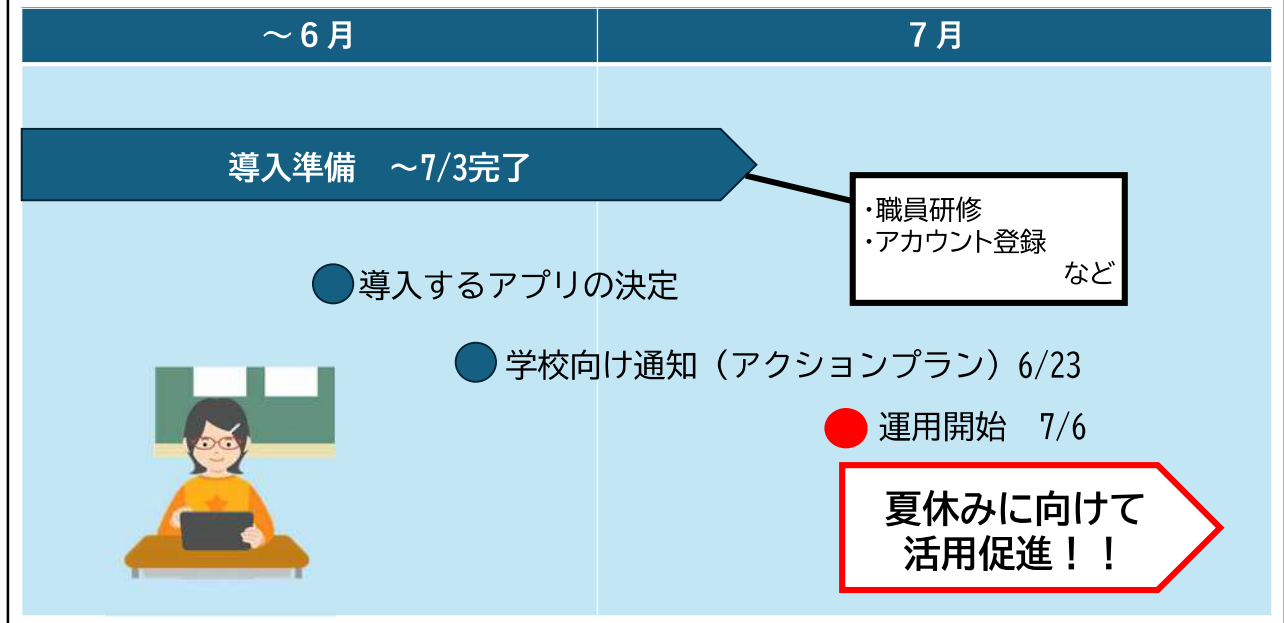 ～６月
７月
導入準備　～7/3完了
・職員研修
・アカウント登録
など
導入するアプリの決定
学校向け通知（アクションプラン）6/23
運用開始　7/6
夏休みに向けて
活用促進！！